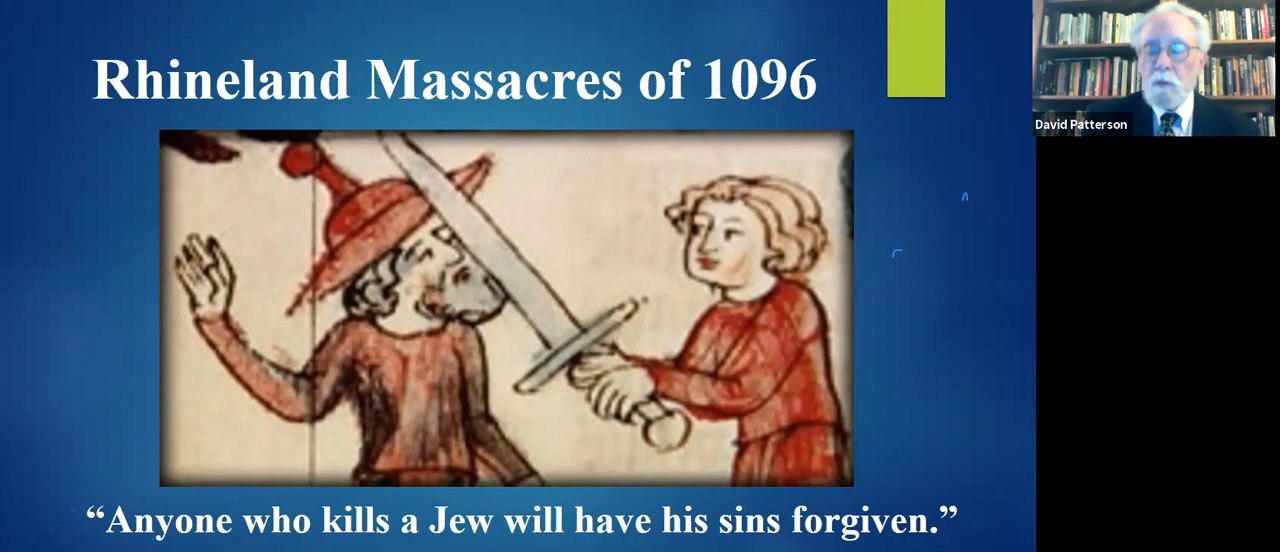 Rhineland Massacres of 1096
David Patterson
“Anyone who kills a Jew will have his sins forgiven.”